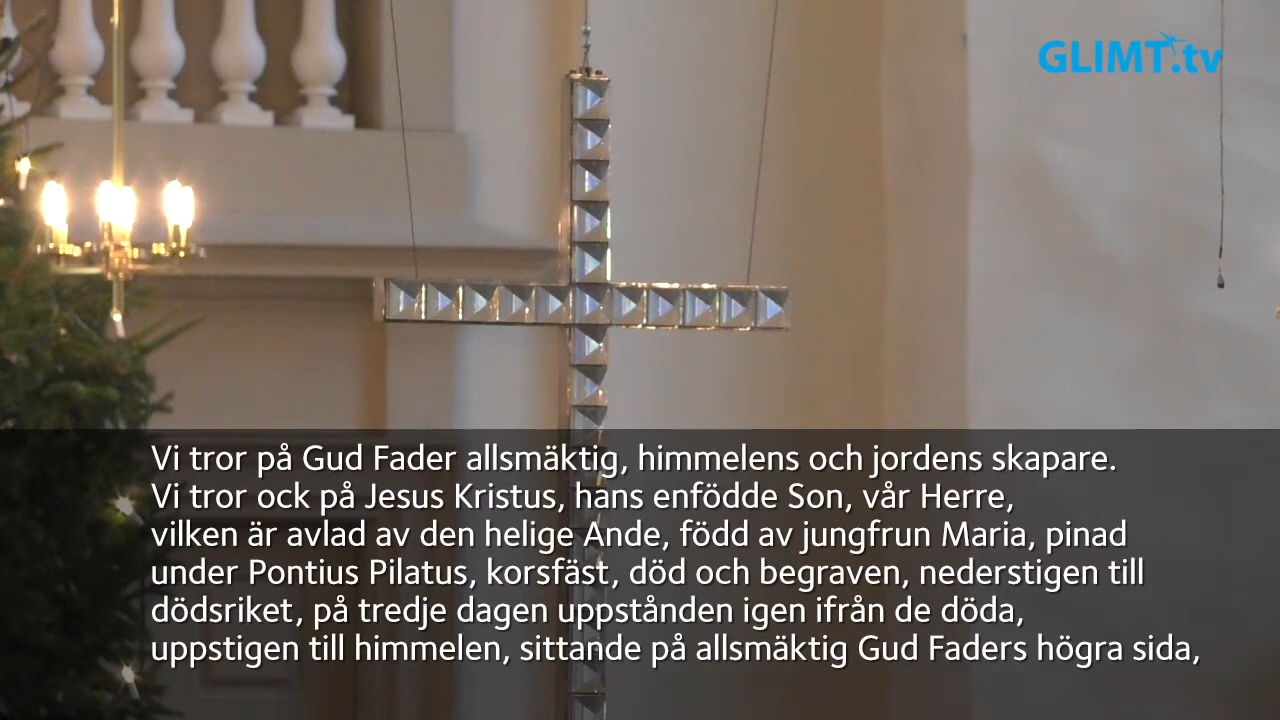 GLIMT.tv
Vi tror på Gud Fader allsmäktig, himmelens och jordens skapare.
Vi tror ock på Jesus Kristus, hans enfödde Son, vår Herre,
vilken är avlad av den helige Ande, född av jungfrun Maria, pinad
under Pontius Pilatus, korsfäst, död och begraven, nederstigen till
dödsriket, på tredje dagen uppstånden igen ifrån de döda,
uppstigen till himmelen, sittande på allsmäktig Gud Faders högra sida,